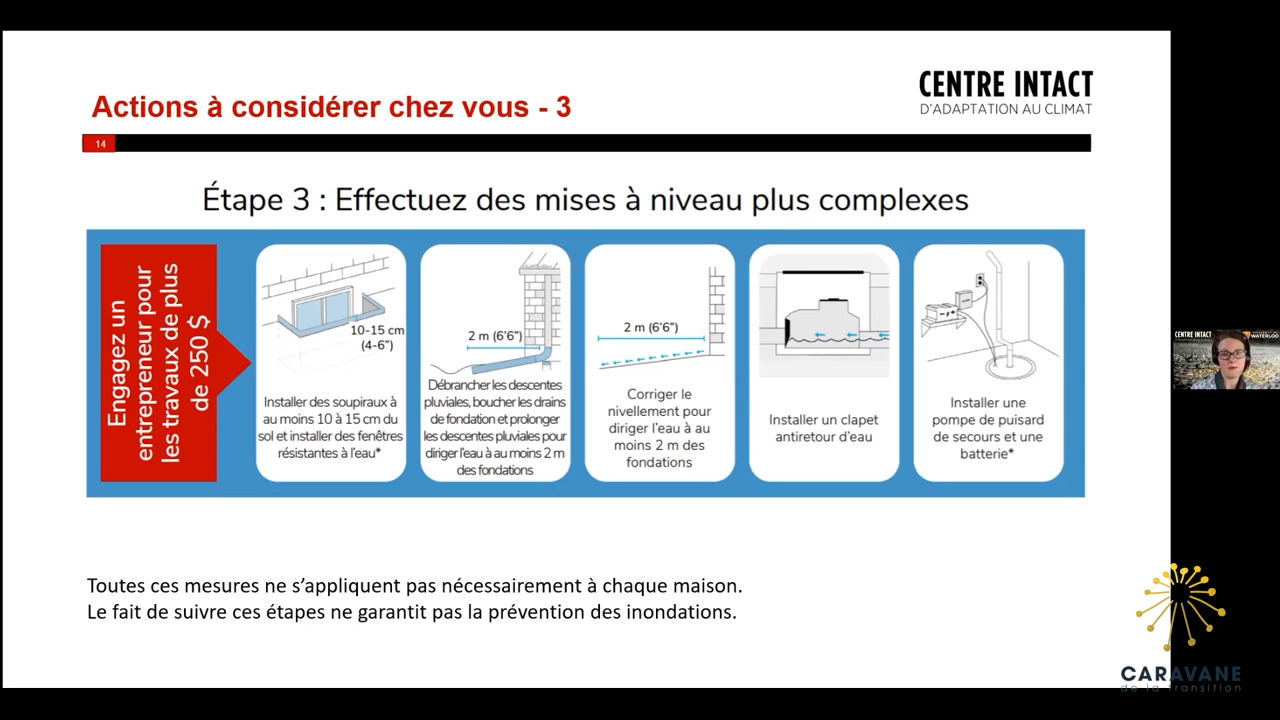 CENTRE INTACT
D'ADAPTATION AU CLIMAT
Actions à considérer chez vous - 3
14
Étape 3 : Effectuez des mises à niveau plus complexes
Engagez un
entrepreneur pour
les travaux de plus
de 250 $
10-15 cm
(4-6”)
Installer des soupiraux à
au moins 10 à 15 cm du
sol et installer des fenêtres
résistantes à l'eau*
2 m (6'6”)
Débrancher les descentes
pluviales, boucher les drains
de fondation et prolonger
les descentes pluviales pour
diriger l'eau à au moins 2 m
des fondations
2 m (6'6”)
Corriger le
nivellement pour
diriger l'eau à au
moins 2 m des
fondations
Installer un clapet
antiretour d'eau
Installer une
pompe de puisard
de secours et une
batterie*
Toutes ces mesures ne s’appliquent pas nécessairement à chaque maison.
Le fait de suivre ces étapes ne garantit pas la prévention des inondations.
CENTRE INTACT
WATERLOO
CARAVANE
de la transition